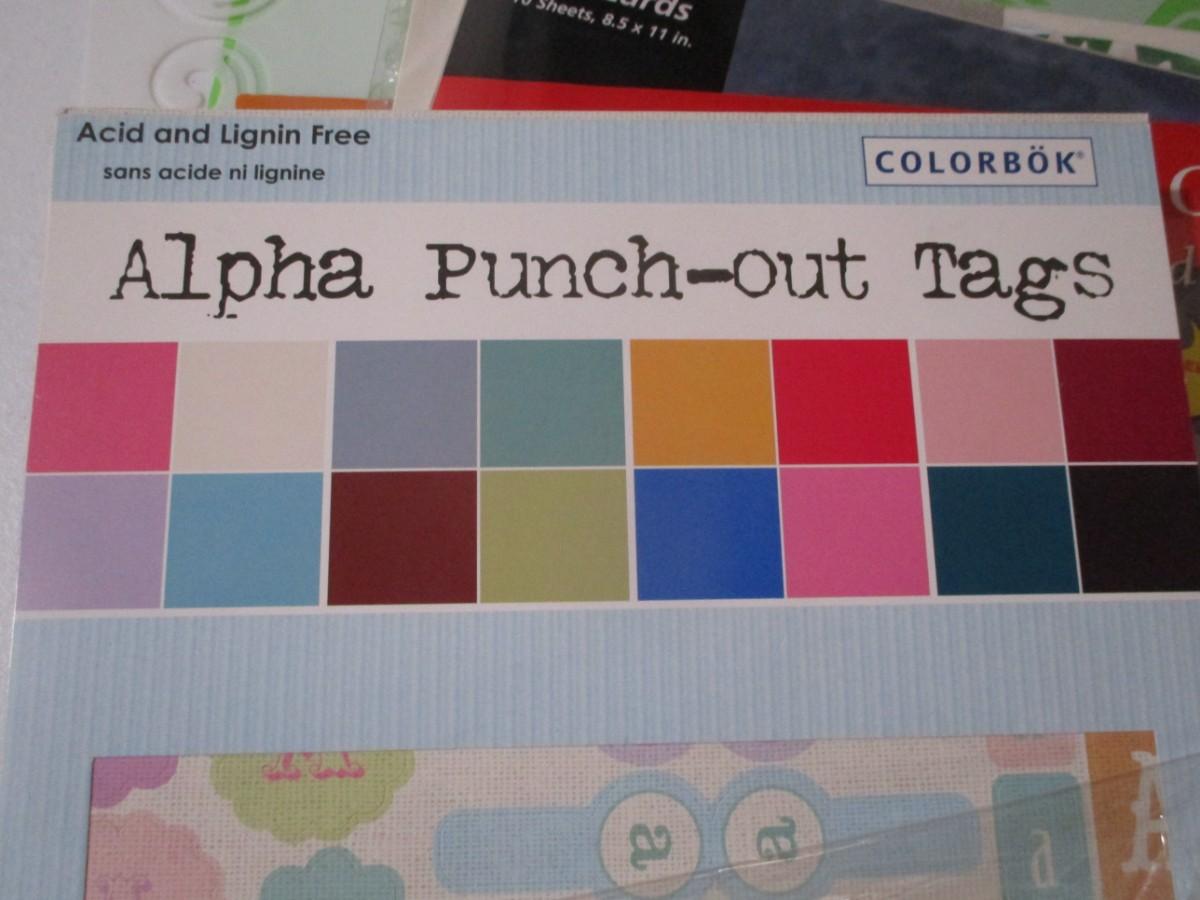 Sheets, 8.5 x 11 in.
Acid and Lignin Free
sans acide ni lignine
COLORBÖK®
Alpha Punch-out Tags
M
a
a
A